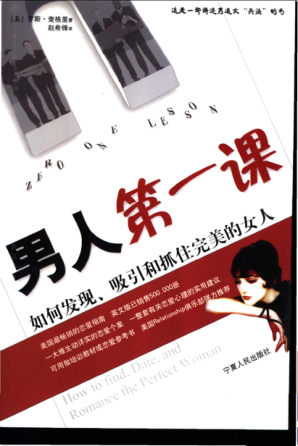 [美] 罗斯·奎格里著
赵希锋译
这是一部阐述男追女“兵法”的书
ZERO ONE LESSON
男人第一课
如何发现、吸引和抓住完美的女人
美国最畅销的恋爱指南 英文版已销售500 000册
一大堆生动详实的恋爱个案 一整套有关恋爱心理的实用建议
可用做培训教材或恋爱参考书 美国Relationship俱乐部强力推荐
How to find, Date, and
Romance the Perfect Woman
宁夏人民出版社